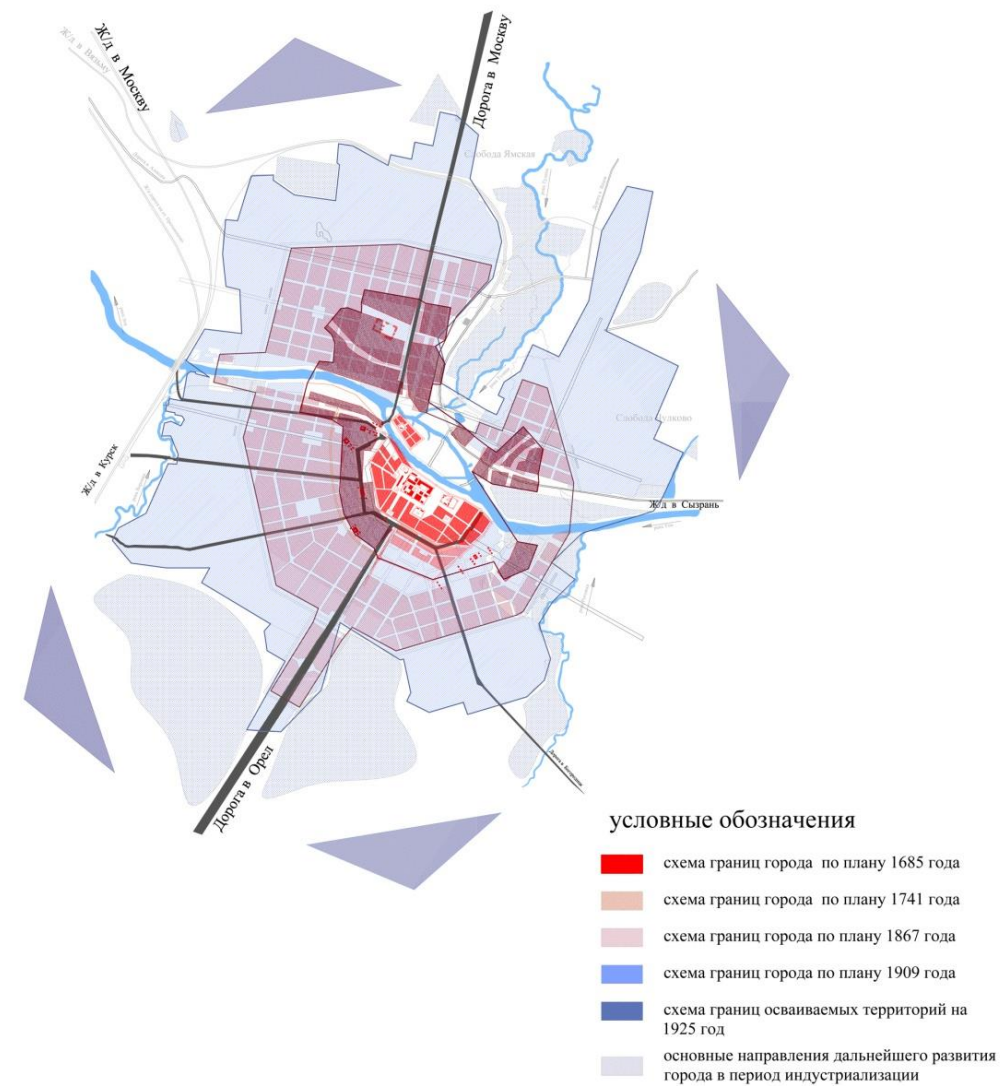 Ж/д в Вязьму
Ж/д в Москву
Дорога в Москву
Слобода Ямская
Слобода Чулково
Ж/д в Курск
Ж/д в Сызрань
Дорога в Орел
условные обозначения
схема границ города по плану 1685 года
схема границ города по плану 1741 года
схема границ города по плану 1867 года
схема границ города по плану 1909 года
схема границ осваиваемых территорий на
1925 год
основные направления дальнейшего развития
города в период индустриализации